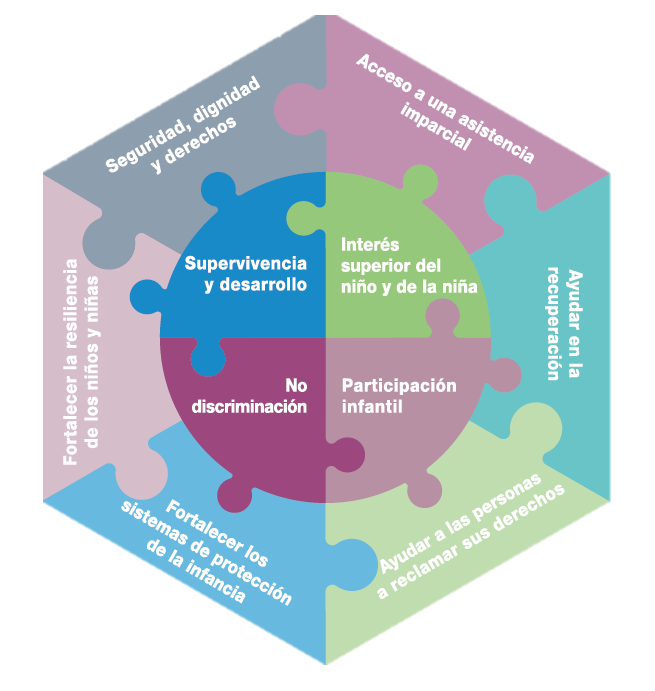 Seguridad, dignidad
y derechos
Acceso a una asistencia
imparcial
Ayudar en la
recuperación
Ayudar a las personas
a reclamar sus derechos
Fortalecer los
sistemas de protección
de la infancia
Fortalecer la resiliencia
de los niños y niñas
Supervivencia
y desarrollo
Interés
superior del
niño y de la niña
No
discriminación
Participación
infantil